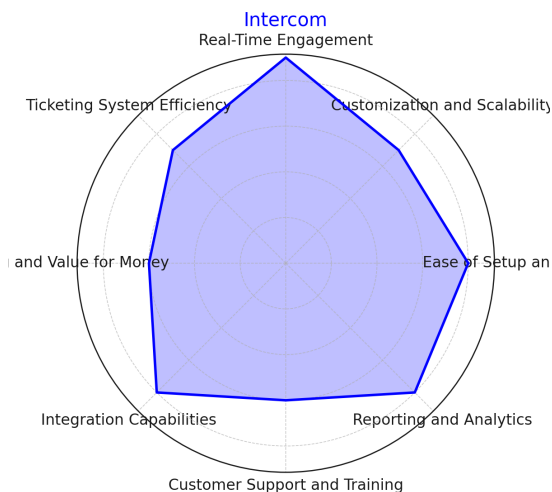 Intercom
Real-Time Engagement
Ticketing System Efficiency
Customization and Scalability
and Value for Money
Ease of Setup an
Integration Capabilities
Reporting and Analytics
Customer Support and Training